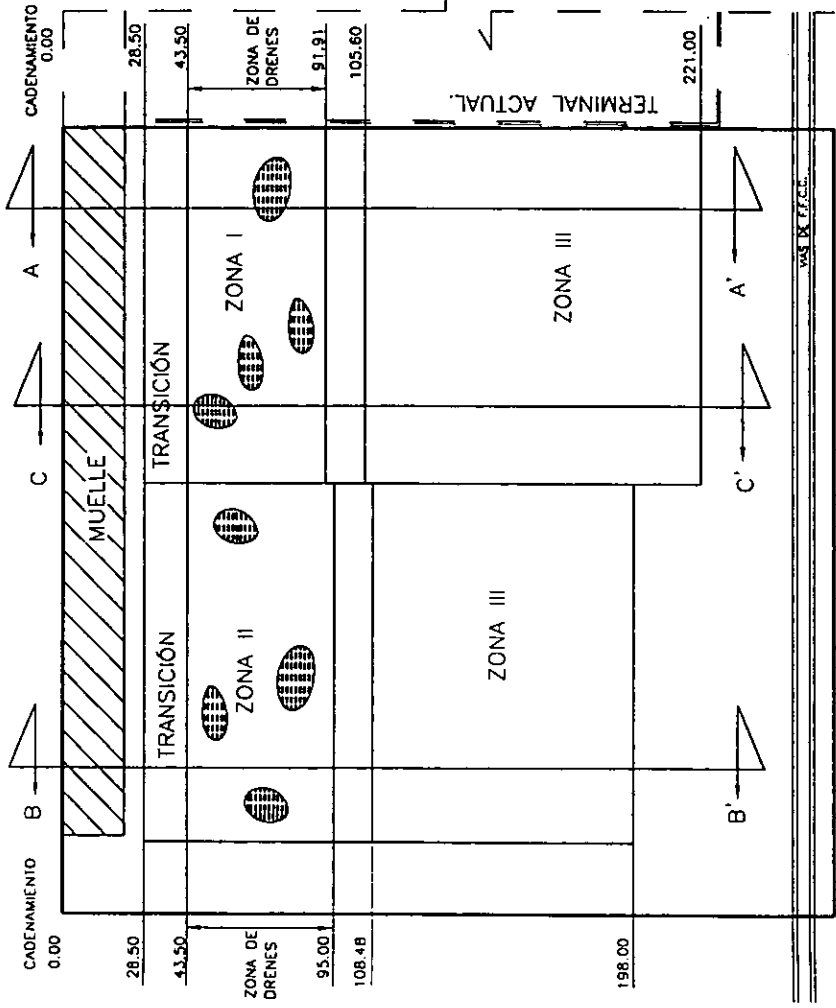 CADENAMIENTO
0.00
28.50
43.50
ZONA DE
DRENES
91.91
105.60
221.00
TERMINAL ACTUAL.
A
C
B
MUELLE
TRANSICIÓN
ZONA I
ZONA III
TRANSICIÓN
ZONA II
ZONA III
A'
C'
B'
VIAS DE F.F.C.C.
CADENAMIENTO
0.00
28.50
43.50
ZONA DE
DRENES
95.00
108.48
198.00